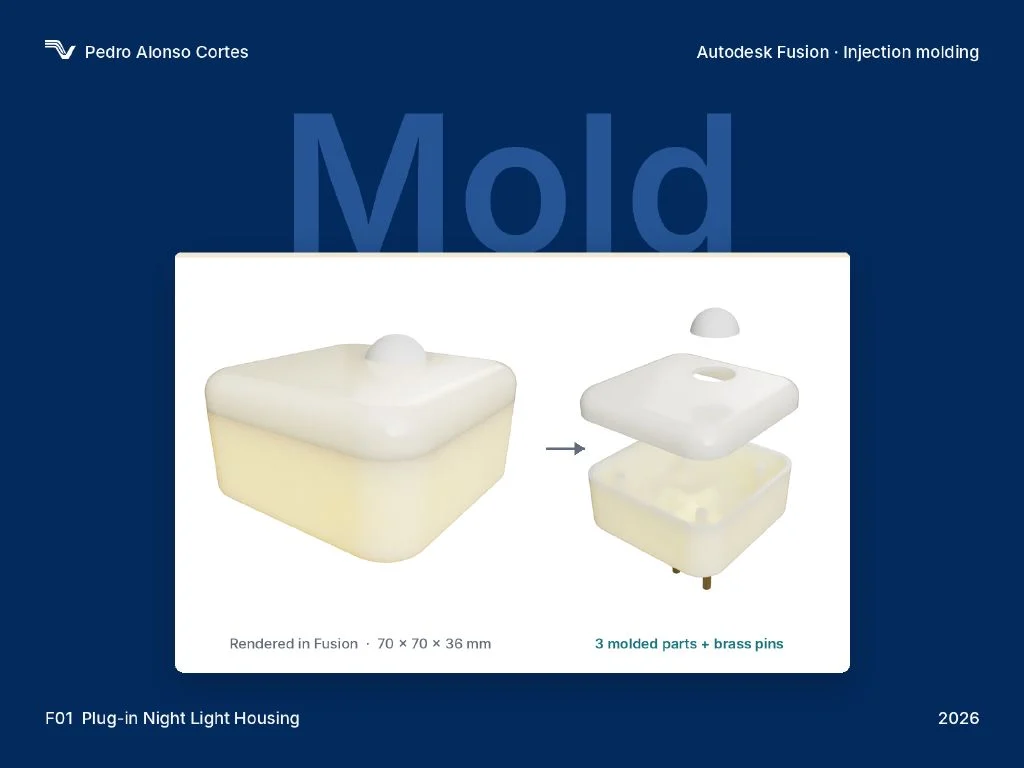 Pedro Alonso Cortes
Autodesk Fusion · Injection molding
Mold
Rendered in Fusion · 70 × 70 × 36 mm
3 molded parts + brass pins
F01 Plug-in Night Light Housing
2026